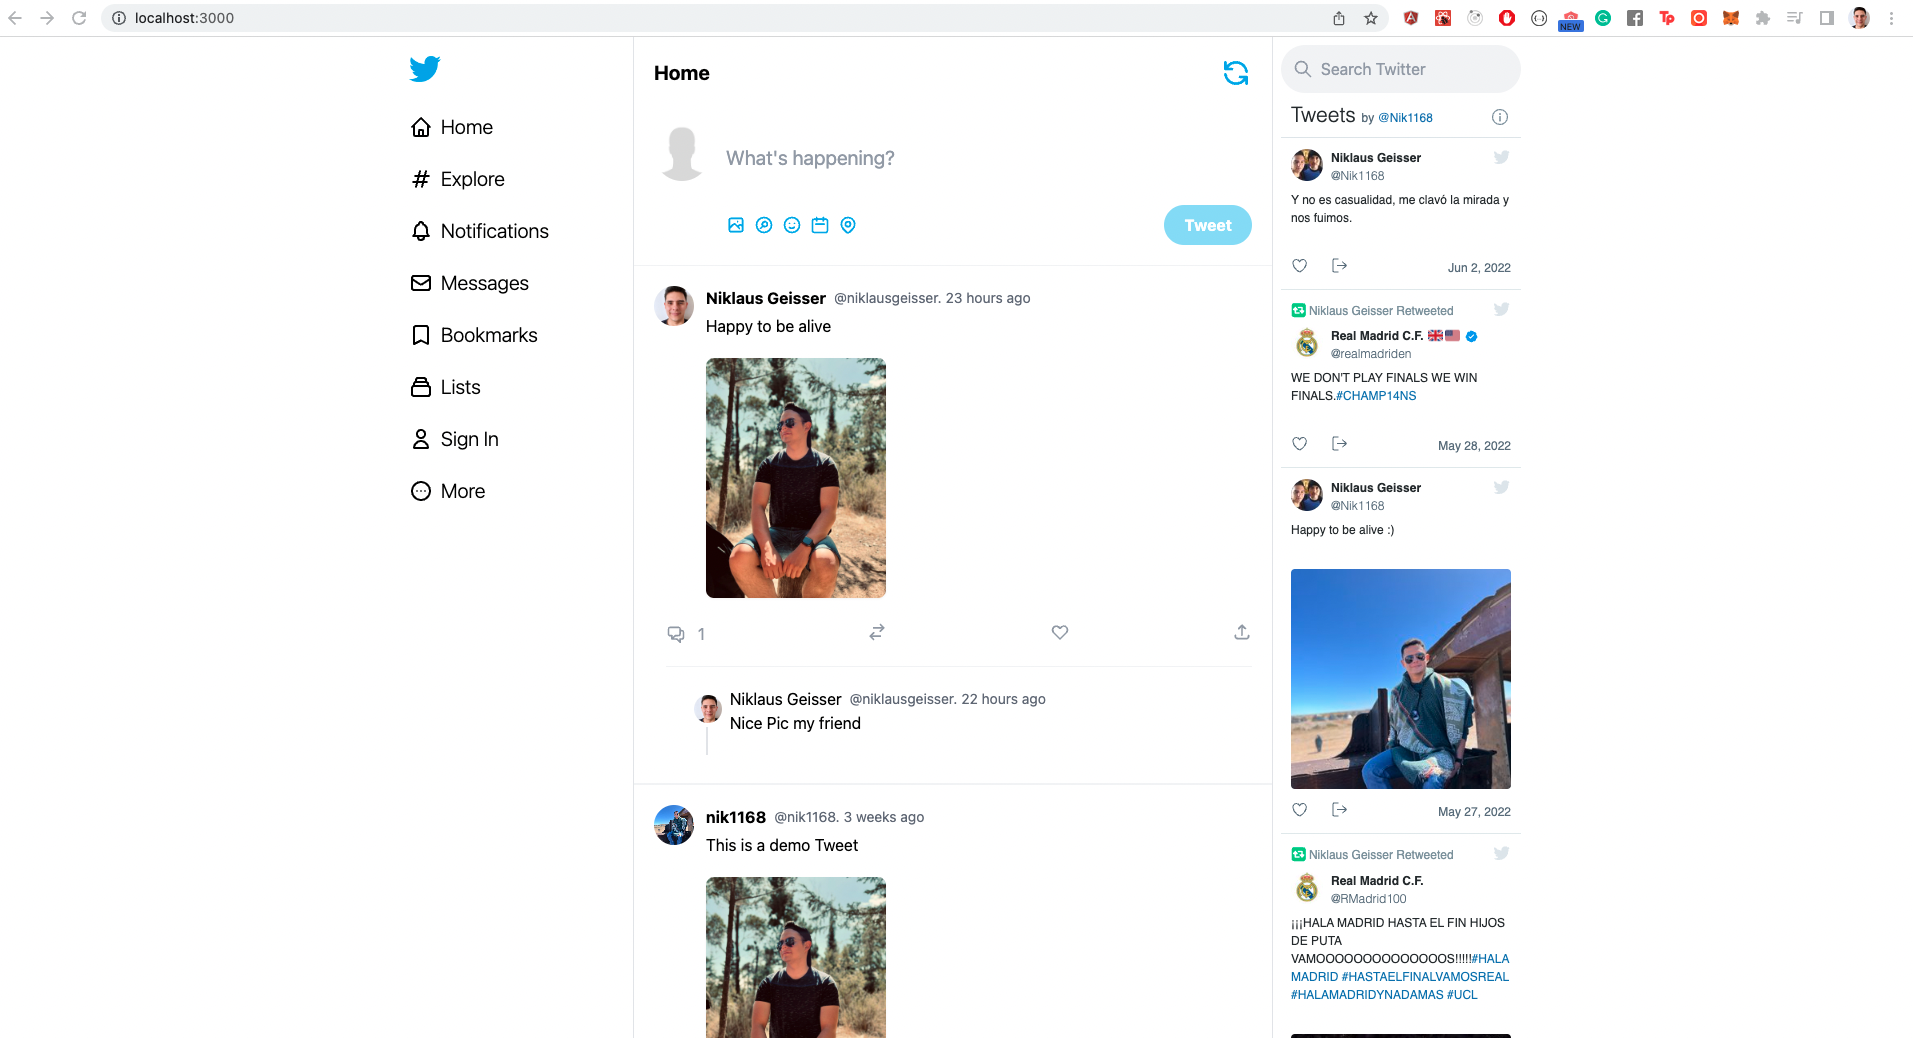 localhost:3000
NEW
Home
Explore
Notifications
Messages
Bookmarks
Lists
Sign In
More
Home
What's happening?
Tweet
Niklaus Geisser @niklausgeisser. 23 hours ago
Happy to be alive
1
Niklaus Geisser @niklausgeisser. 22 hours ago
Nice Pic my friend
nik1168 @nik1168. 3 weeks ago
This is a demo Tweet
Search Twitter
Tweets by @Nik1168
Niklaus Geisser
@Nik1168
Y no es casualidad, me clavó la mirada y
nos fuimos.
Jun 2, 2022
Niklaus Geisser Retweeted
Real Madrid C.F. 🇬🇧🇺🇸
@realmadriden
WE DON'T PLAY FINALS WE WIN
FINALS.#CHAMP14NS
May 28, 2022
Niklaus Geisser
@Nik1168
Happy to be alive :)
May 27, 2022
Niklaus Geisser Retweeted
Real Madrid C.F.
@RMadrid100
¡¡¡HALA MADRID HASTA EL FIN HIJOS
DE PUTA
VAMOOOOOOOOOOOOOOS!!!!!#HALA
MADRID #HASTAELFINALVAMOSREAL
#HALAMADRIDYNADAMAS #UCL